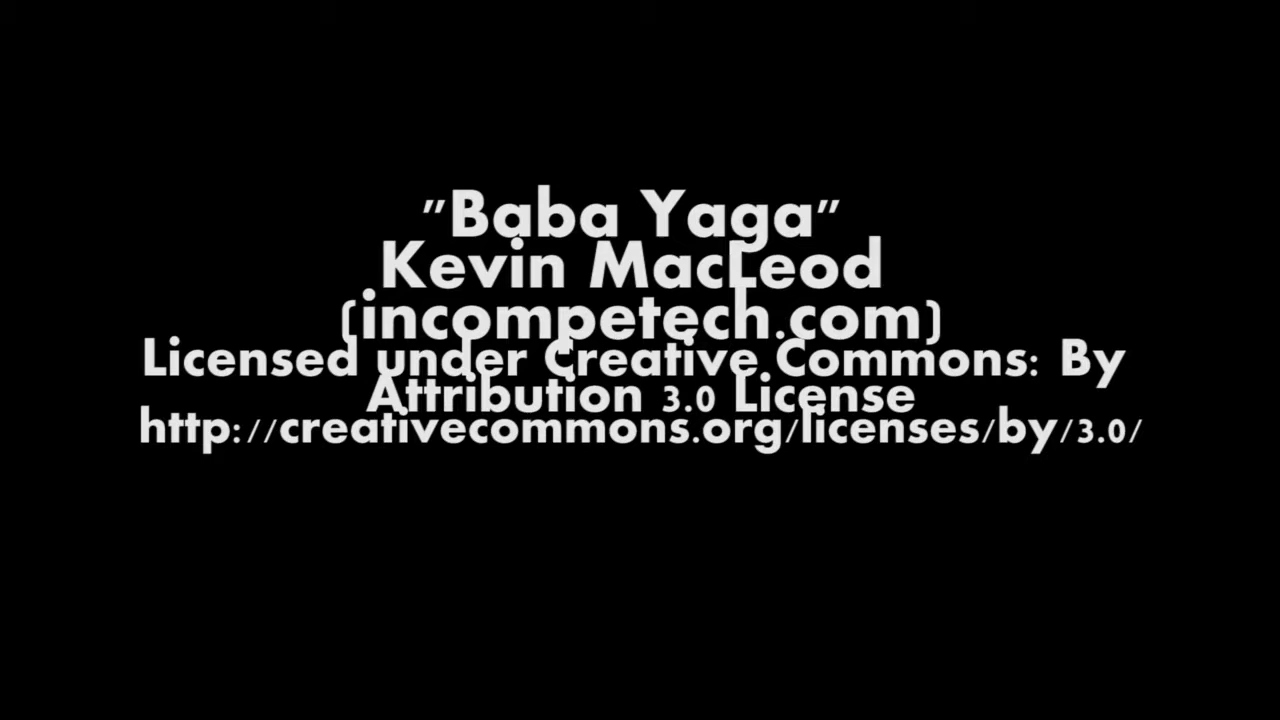 "Baba Yaga"
Kevin MacLeod
(incompetech.com)
Licensed under Creative Commons: By
Attribution 3.0 License
http://creativecommons.org/licenses/by/3.0/